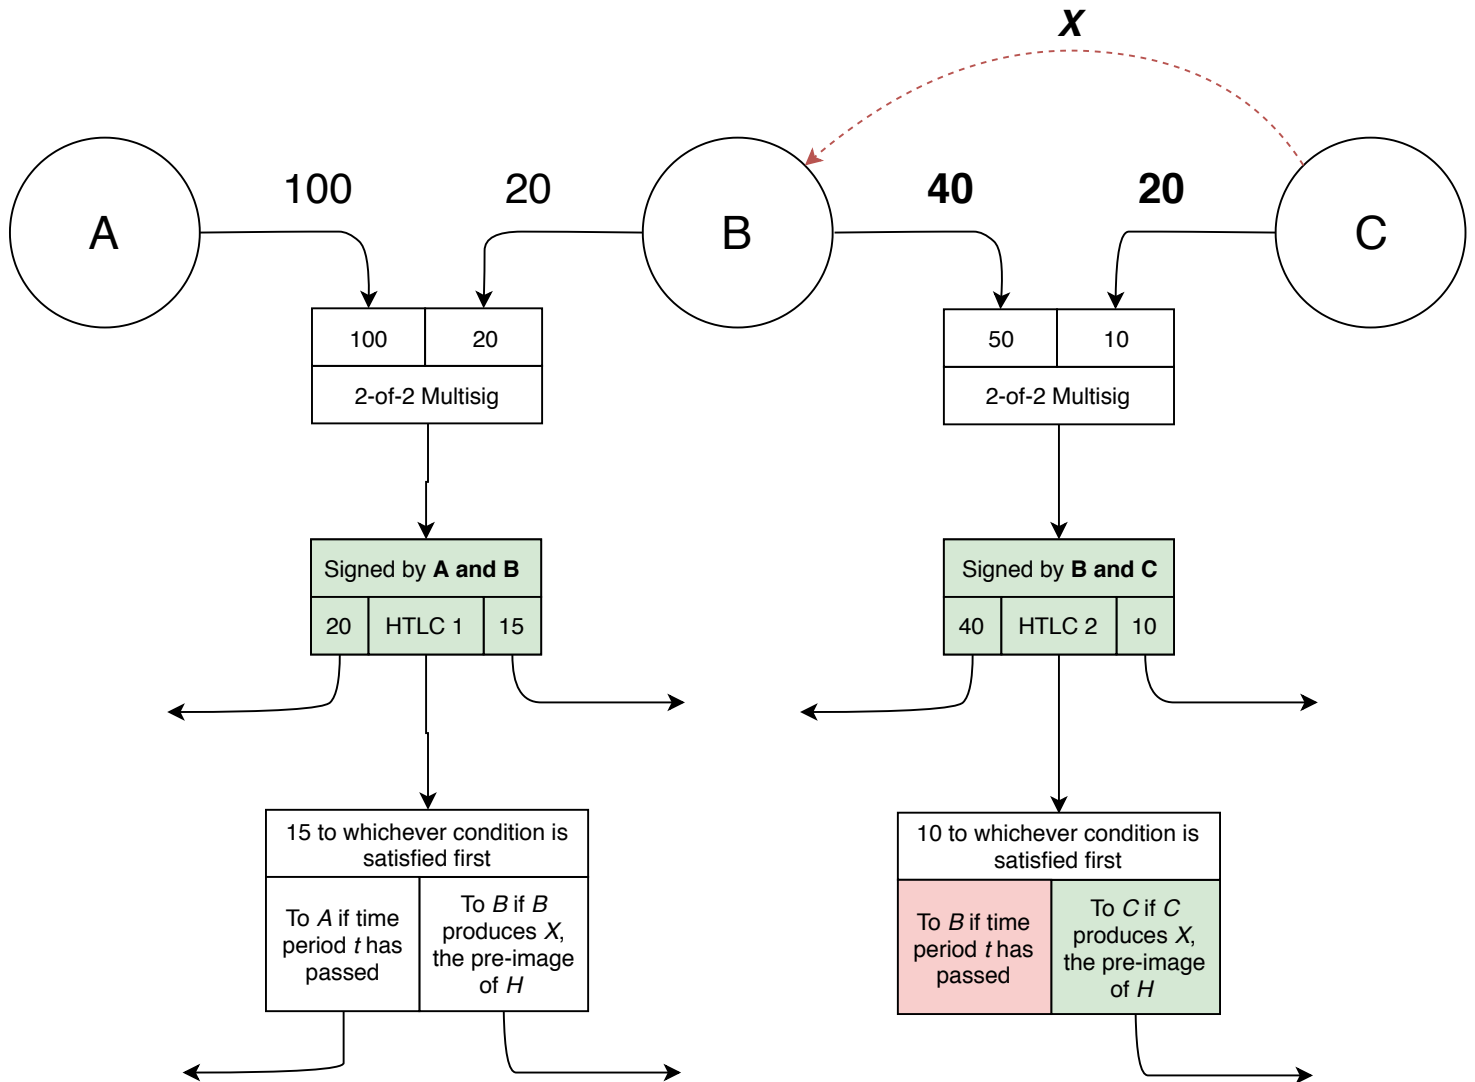 X
A
100
20
B
40
20
C
100
20
2-of-2 Multisig
50
10
2-of-2 Multisig
Signed by A and B
20
HTLC 1
15
Signed by B and C
40
HTLC 2
10
15 to whichever condition is
satisfied first
To A if time
period t has
passed
To B if B
produces X,
the pre-image
of H
10 to whichever condition is
satisfied first
To B if time
period t has
passed
To C if C
produces X,
the pre-image
of H